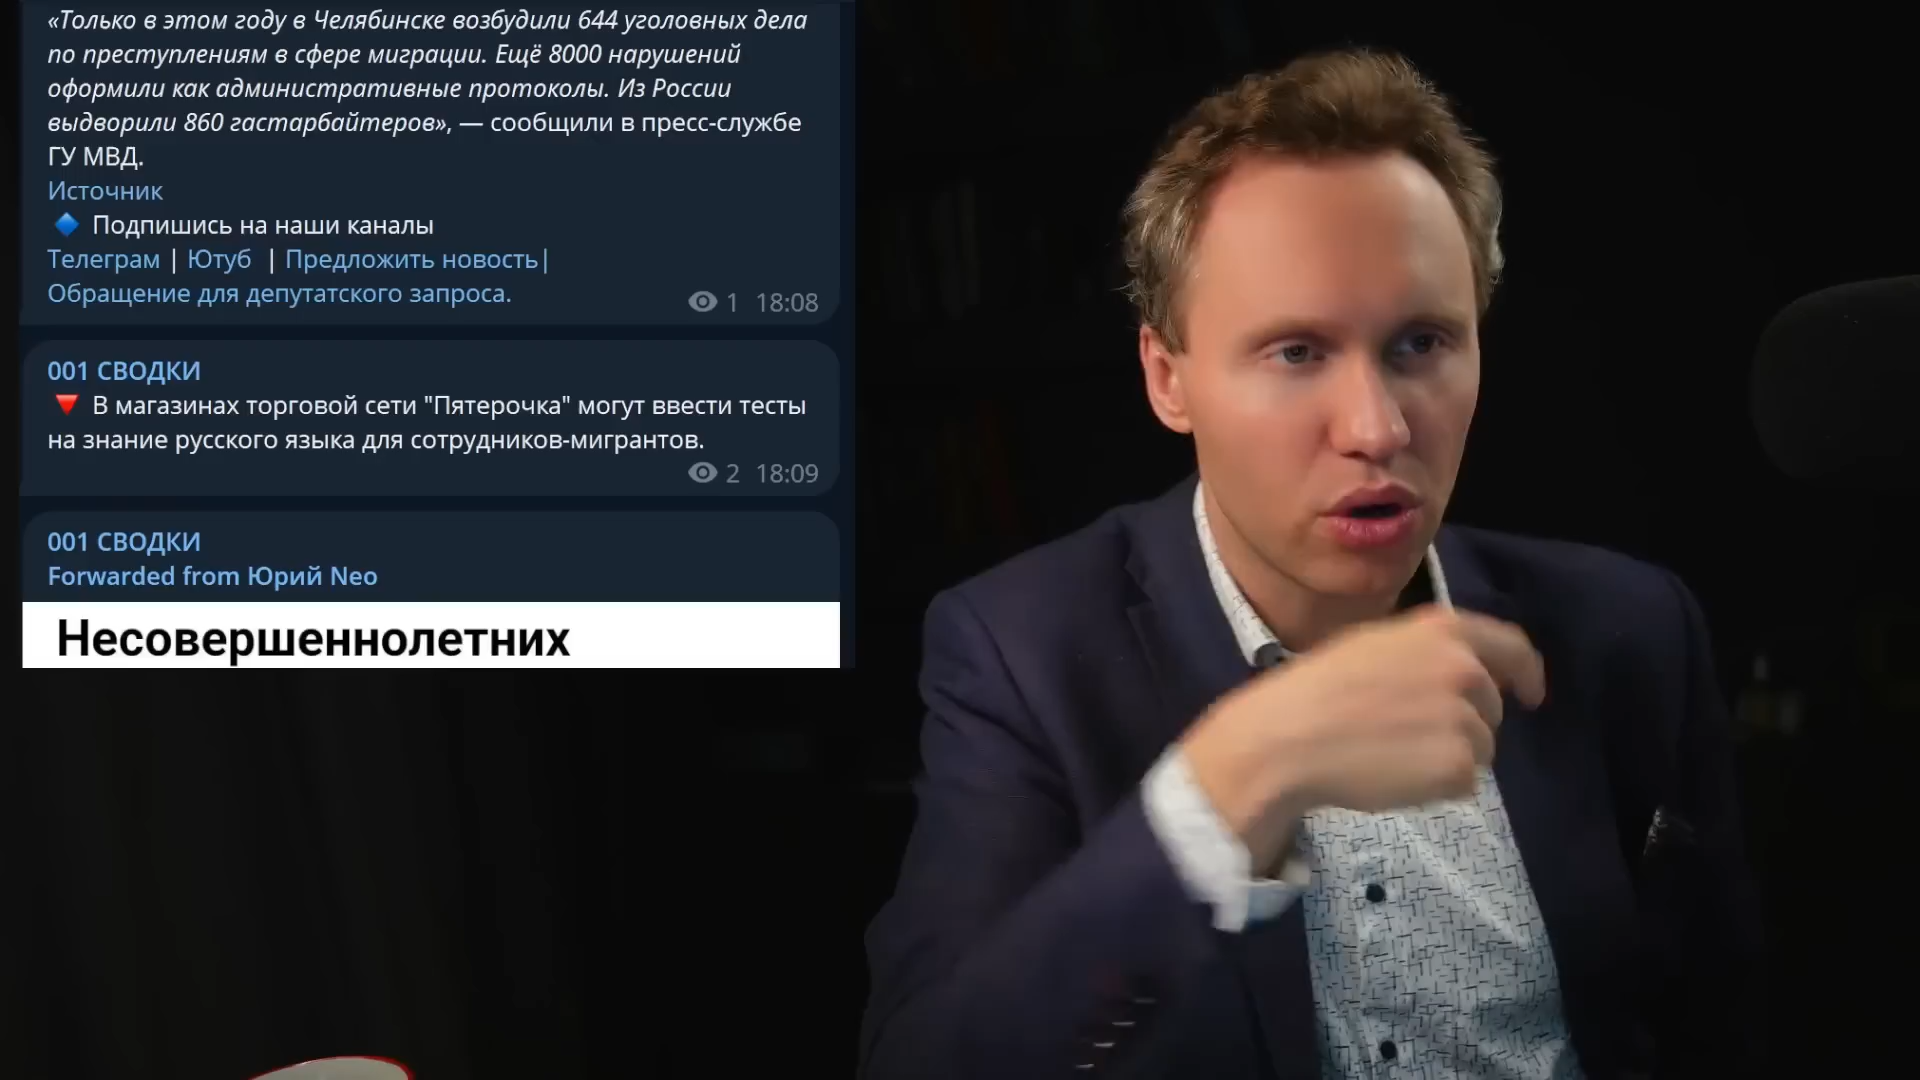 «Только в этом году в Челябинске возбудили 644 уголовных дела
по преступлениям в сфере миграции. Ещё 8000 нарушений
оформили как административные протоколы. Из России
выдворили 860 гастарбайтеров», — сообщили в пресс-службе
ГУ МВД.
Источник
🔷 Подпишись на наши каналы
Телеграм | Ютуб | Предложить новость|
Обращение для депутатского запроса.
1 18:08
001 СВОДКИ
🔻 В магазинах торговой сети "Пятерочка" могут ввести тесты
на знание русского языка для сотрудников-мигрантов.
2 18:09
001 СВОДКИ
Forwarded from Юрий Neo
Несовершеннолетних